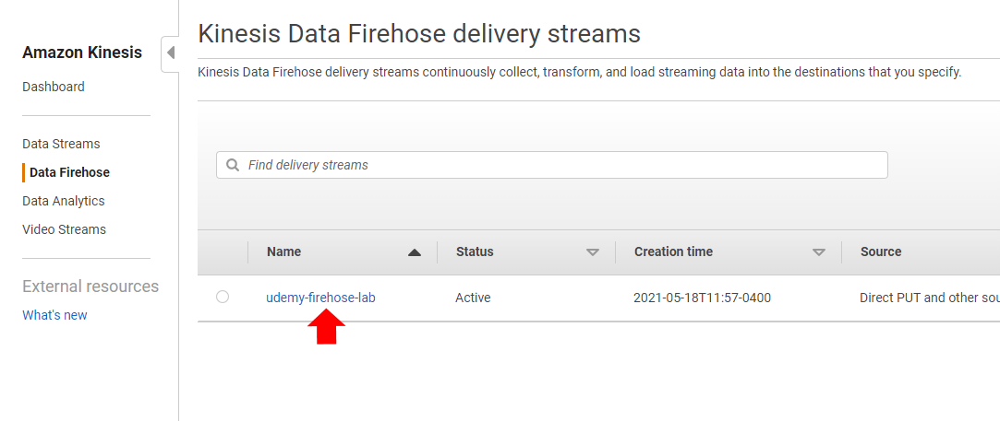 Amazon Kinesis
Dashboard
Data Streams
Data Firehose
Data Analytics
Video Streams
External resources
What's new
Kinesis Data Firehose delivery streams
Kinesis Data Firehose delivery streams continuously collect, transform, and load streaming data into the destinations that you specify.
Find delivery streams
Name Status Creation time Source
udemy-firehose-lab Active 2021-05-18T11:57-0400 Direct PUT and other